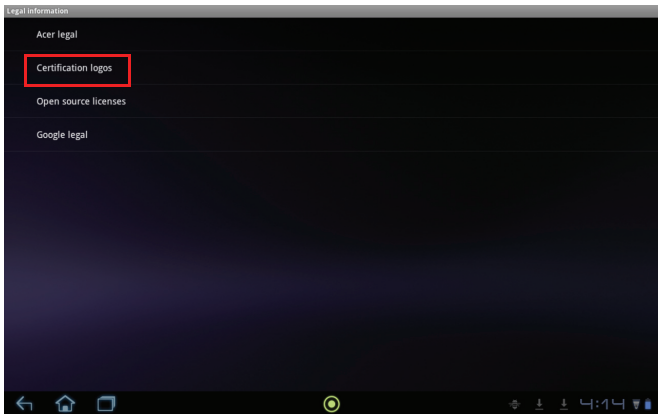 Legal information
Acer legal
Certification logos
Open source licenses
Google legal
4:14